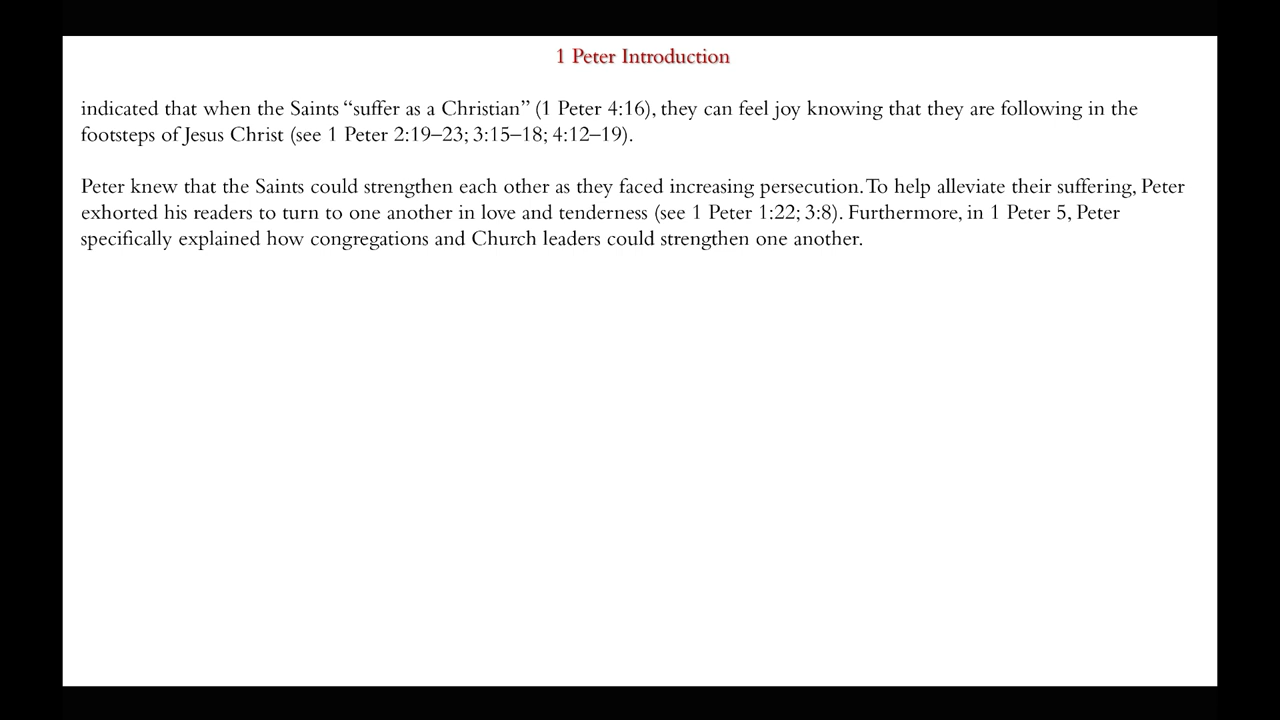 1 Peter Introduction
indicated that when the Saints “suffer as a Christian” (1 Peter 4:16), they can feel joy knowing that they are following in the
footsteps of Jesus Christ (see 1 Peter 2:19–23; 3:15–18; 4:12–19).
Peter knew that the Saints could strengthen each other as they faced increasing persecution. To help alleviate their suffering, Peter
exhorted his readers to turn to one another in love and tenderness (see 1 Peter 1:22; 3:8). Furthermore, in 1 Peter 5, Peter
specifically explained how congregations and Church leaders could strengthen one another.